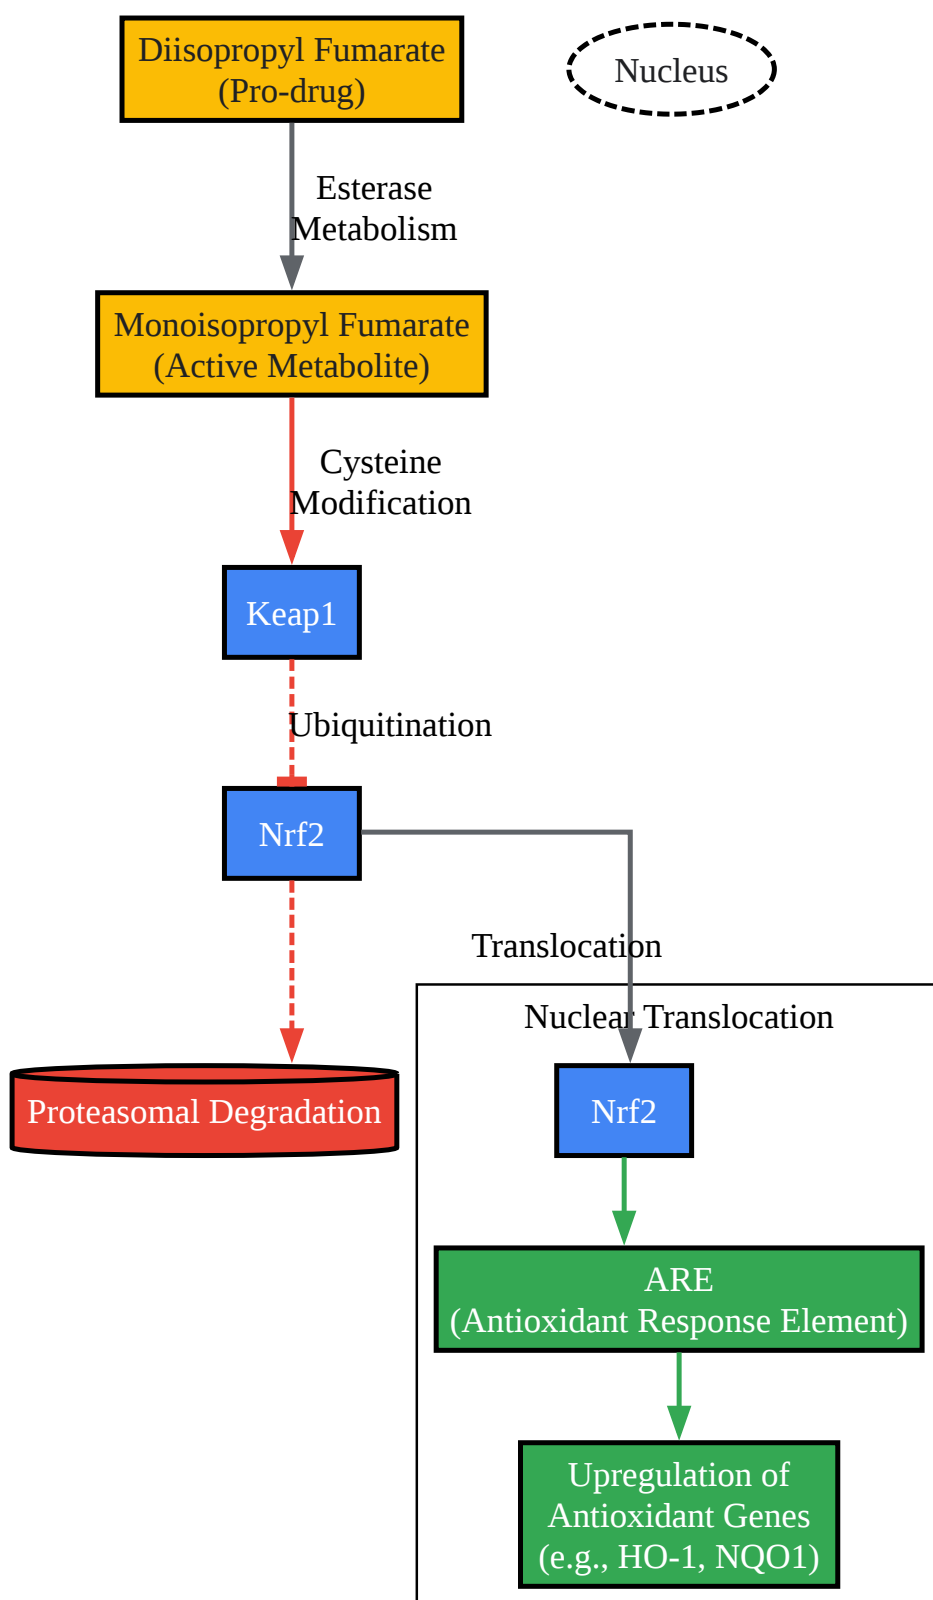 Diisopropyl Fumarate
(Pro-drug)
Nucleus
Esterase
Metabolism
Monoisopropyl Fumarate
(Active Metabolite)
Cysteine
Modification
Keap1
Ubiquitination
Nrf2
Translocation
Nuclear Translocation
Proteasomal Degradation
Nrf2
ARE
(Antioxidant Response Element)
Upregulation of
Antioxidant Genes
(e.g., HO-1, NQO1)